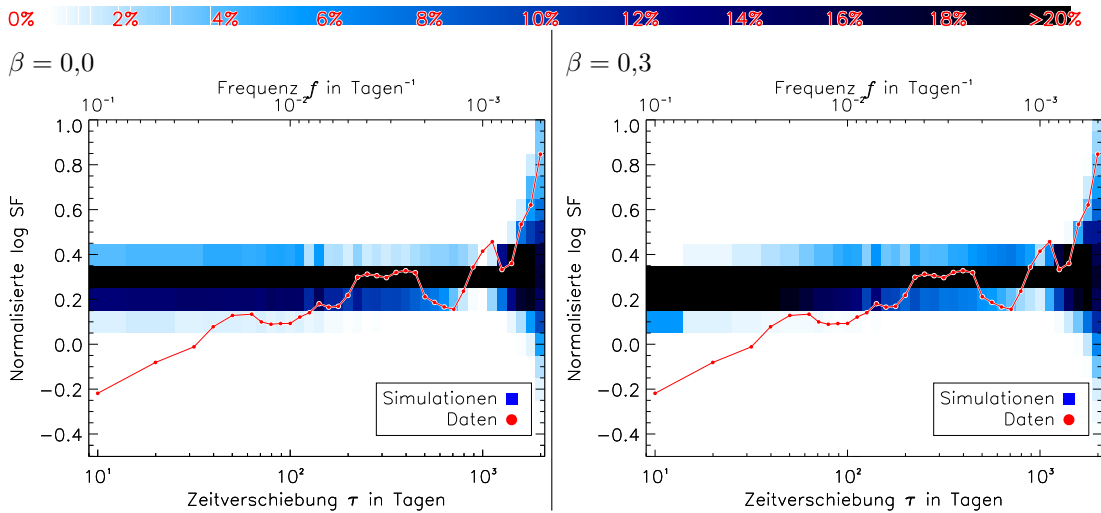 0% 2% 4% 6% 8% 10% 12% 14% 16% 18% >20%
β = 0,0
Frequenz f in Tagen⁻¹
10⁻¹ 10⁻² 10⁻³
1.0
0.8
0.6
0.4
0.2
0.0
−0.2
−0.4
Normalisierte log SF
Simulationen
Daten
10¹ 10² 10³
Zeitverschiebung τ in Tagen
β = 0,3
Frequenz f in Tagen⁻¹
10⁻¹ 10⁻² 10⁻³
1.0
0.8
0.6
0.4
0.2
0.0
−0.2
−0.4
Normalisierte log SF
Simulationen
Daten
10¹ 10² 10³
Zeitverschiebung τ in Tagen